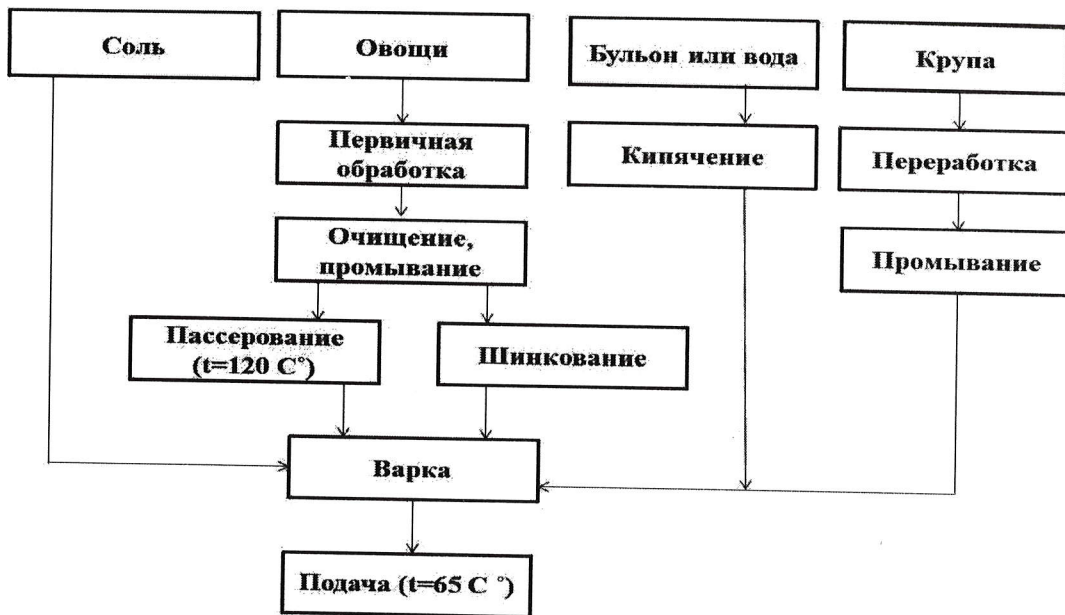 Соль
Овощи
Бульон или вода
Крупа
Первичная
обработка
Кипячение
Переработка
Очищение,
промывание
Промывание
Пассерование
(t=120 C°)
Шинкование
Варка
Подача (t=65 C °)